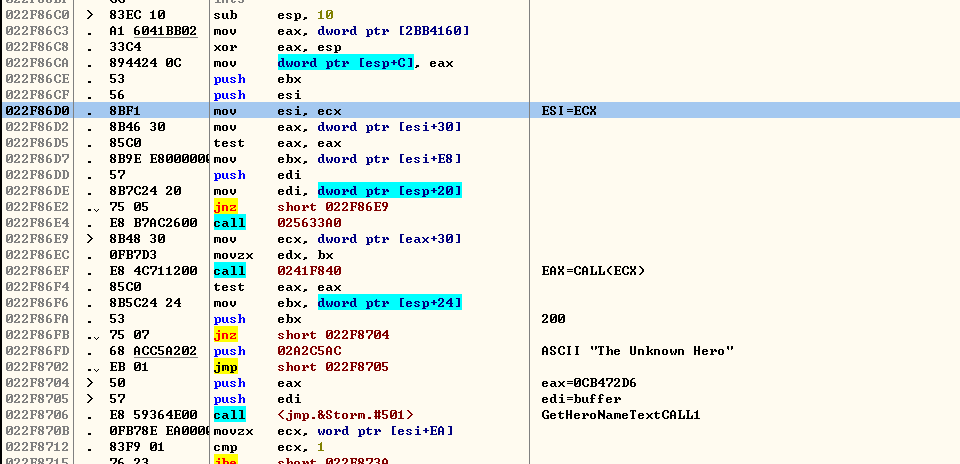 022F86C0 > 83EC 10 sub esp, 10
022F86C3 . A1 6041BB02 mov eax, dword ptr [2BB4160]
022F86C8 . 33C4 xor eax, esp
022F86CA . 894424 0C mov dword ptr [esp+C], eax
022F86CE . 53 push ebx
022F86CF . 56 push esi
022F86D0 . 8BF1 mov esi, ecx ESI=ECX
022F86D2 . 8B46 30 mov eax, dword ptr [esi+30]
022F86D5 . 85C0 test eax, eax
022F86D7 . 8B9E E8000000 mov ebx, dword ptr [esi+E8]
022F86DD . 57 push edi
022F86DE . 8B7C24 20 mov edi, dword ptr [esp+20]
022F86E2 .⌄ 75 05 jnz short 022F86E9
022F86E4 . E8 B7AC2600 call 025633A0
022F86E9 > 8B48 30 mov ecx, dword ptr [eax+30]
022F86EC . 0FB7D3 movzx edx, bx
022F86EF . E8 4C711200 call 0241F840 EAX=CALL(ECX)
022F86F4 . 85C0 test eax, eax
022F86F6 . 8B5C24 24 mov ebx, dword ptr [esp+24]
022F86FA . 53 push ebx 200
022F86FB .⌄ 75 07 jnz short 022F8704
022F86FD . 68 ACC5A202 push 02A2C5AC ASCII "The Unknown Hero"
022F8702 .⌄ EB 01 jmp short 022F8705
022F8704 > 50 push eax eax=0CB472D6
022F8705 > 57 push edi edi=buffer
022F8706 . E8 59364E00 call <jmp.&Storm.#501> GetHeroNameTextCALL1
022F870B . 0FB78E EA0000 movzx ecx, word ptr [esi+EA]
022F8712 . 83F9 01 cmp ecx, 1
022F8715 76 23 jbe short 022F873A